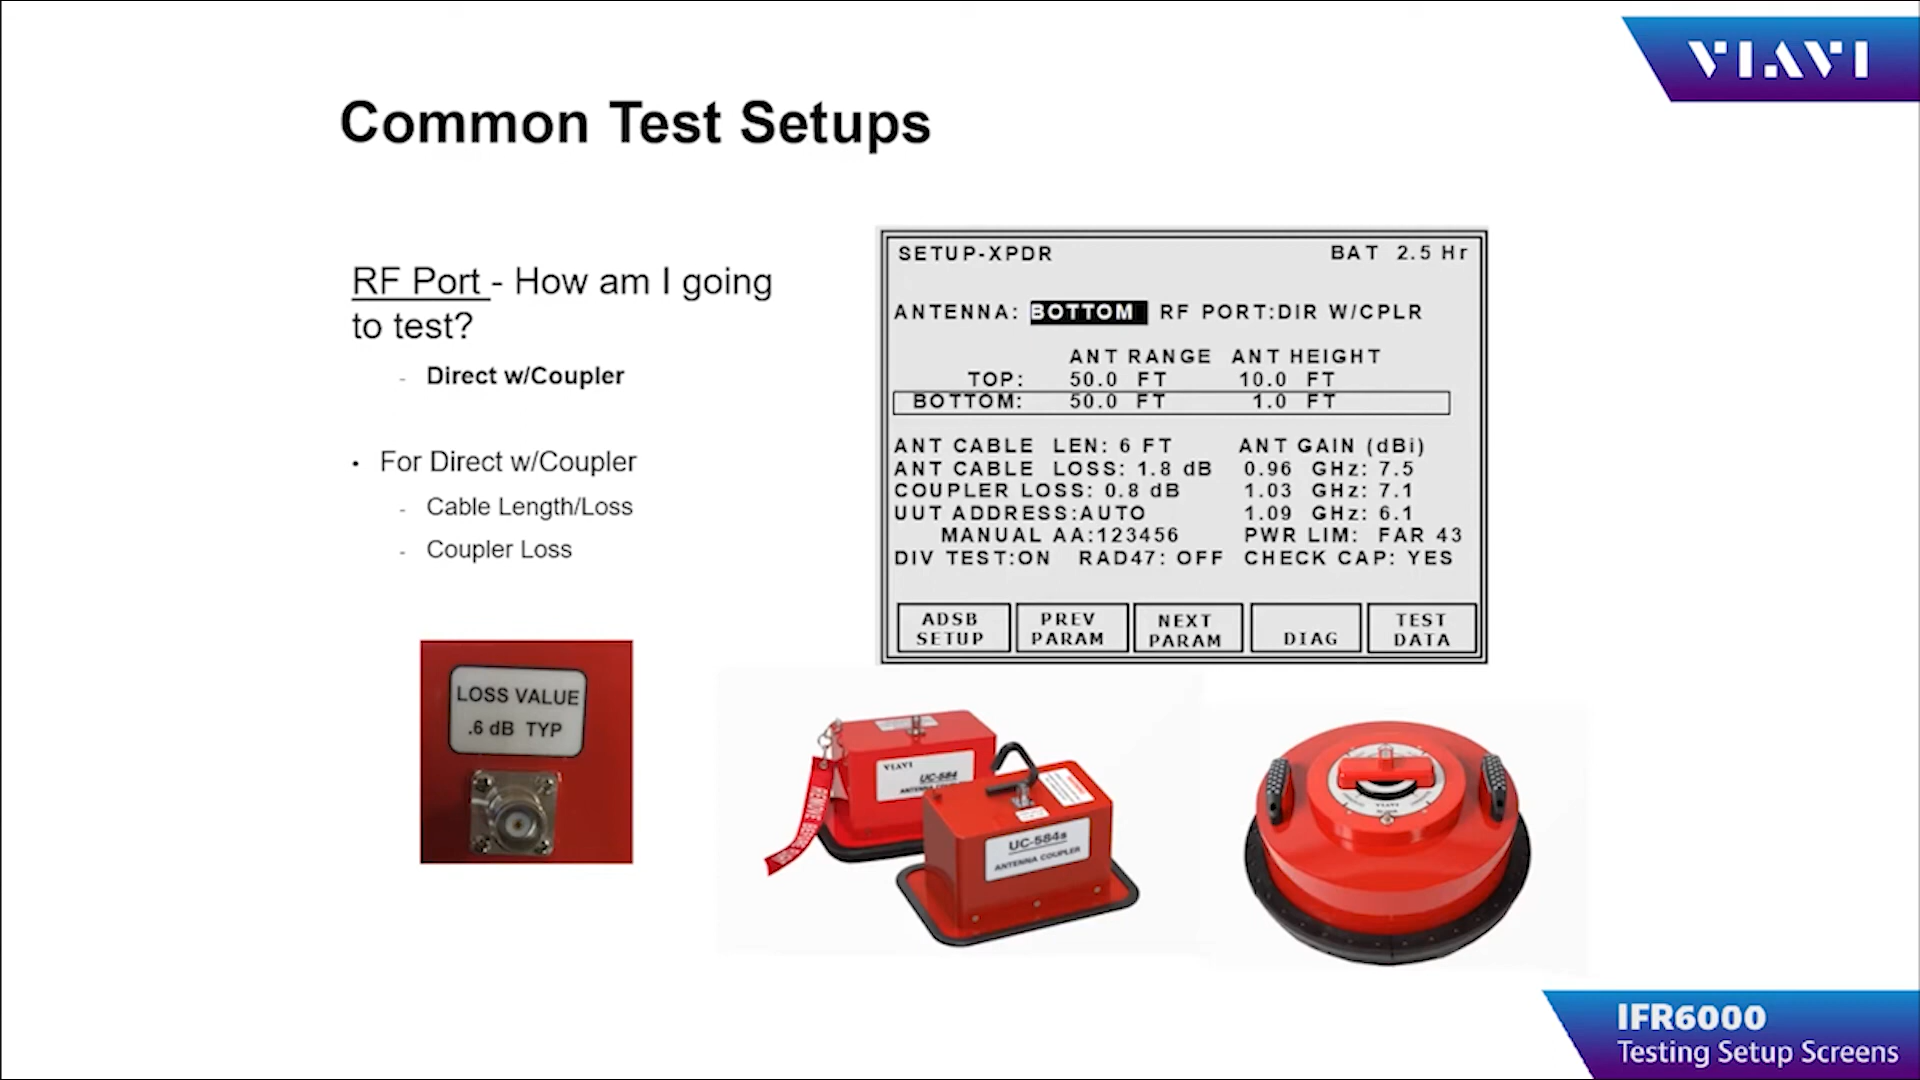 VIAVI
Common Test Setups
RF Port - How am I going
to test?
- Direct w/Coupler
• For Direct w/Coupler
- Cable Length/Loss
- Coupler Loss
SETUP-XPDR BAT 2.5 Hr
ANTENNA: BOTTOM RF PORT:DIR W/CPLR
ANT RANGE ANT HEIGHT
TOP: 50.0 FT 10.0 FT
BOTTOM: 50.0 FT 1.0 FT
ANT CABLE LEN: 6 FT ANT GAIN (dBi)
ANT CABLE LOSS: 1.8 dB 0.96 GHz: 7.5
COUPLER LOSS: 0.8 dB 1.03 GHz: 7.1
UUT ADDRESS:AUTO 1.09 GHz: 6.1
MANUAL AA:123456 PWR LIM: FAR 43
DIV TEST:ON RAD47: OFF CHECK CAP: YES
ADSB SETUP
PREV PARAM
NEXT PARAM
DIAG
TEST DATA
LOSS VALUE
.6 dB TYP
VIAVI
UC-584
ANTENNA
REMOVE BEFORE
UC-584s
ANTENNA COUPLER
VIAVI
IFR6000
Testing Setup Screens